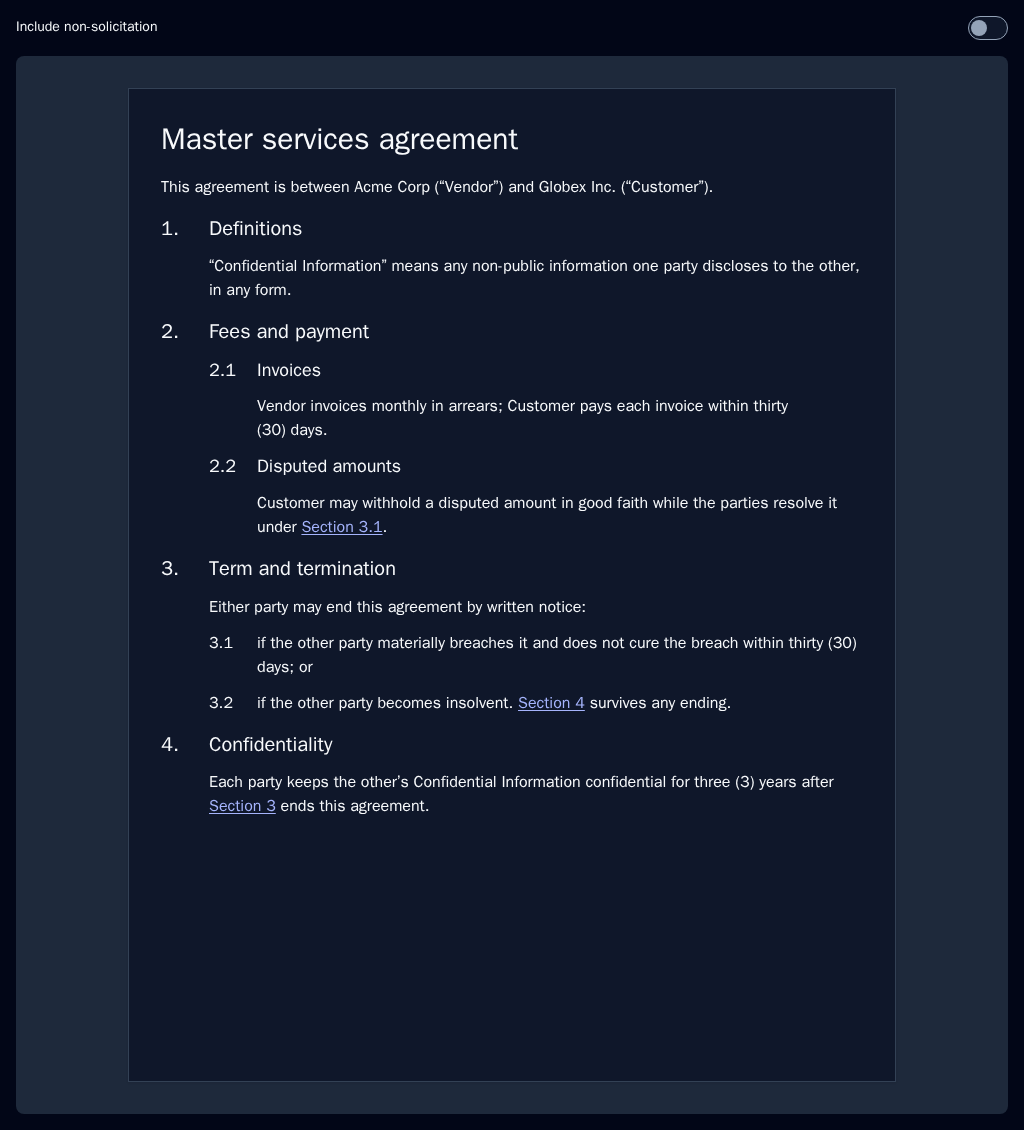 Include non-solicitation
Master services agreement
This agreement is between Acme Corp (“Vendor”) and Globex Inc. (“Customer”).
1. Definitions
“Confidential Information” means any non-public information one party discloses to the other,
in any form.
2. Fees and payment
2.1 Invoices
Vendor invoices monthly in arrears; Customer pays each invoice within thirty
(30) days.
2.2 Disputed amounts
Customer may withhold a disputed amount in good faith while the parties resolve it
under Section 3.1.
3. Term and termination
Either party may end this agreement by written notice:
3.1 if the other party materially breaches it and does not cure the breach within thirty (30)
days; or
3.2 if the other party becomes insolvent. Section 4 survives any ending.
4. Confidentiality
Each party keeps the other’s Confidential Information confidential for three (3) years after
Section 3 ends this agreement.